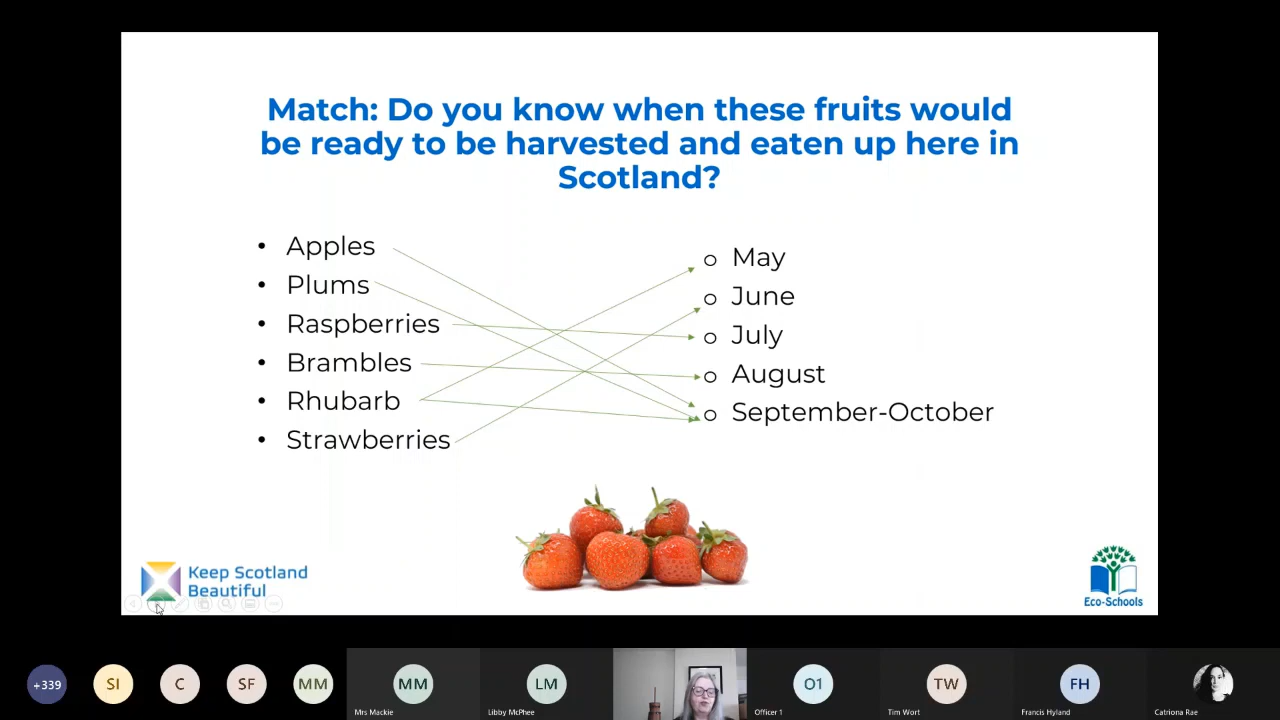 Match: Do you know when these fruits would
be ready to be harvested and eaten up here in
Scotland?
• Apples
• Plums
• Raspberries
• Brambles
• Rhubarb
• Strawberries
o May
o June
o July
o August
o September-October
Keep Scotland
Beautiful
Eco-Schools
+339
SI
C
SF
MM
MM
Mrs Mackie
LM
Libby McPhee
O1
Officer 1
TW
Tim Wort
FH
Francis Hyland
Catriona Rae